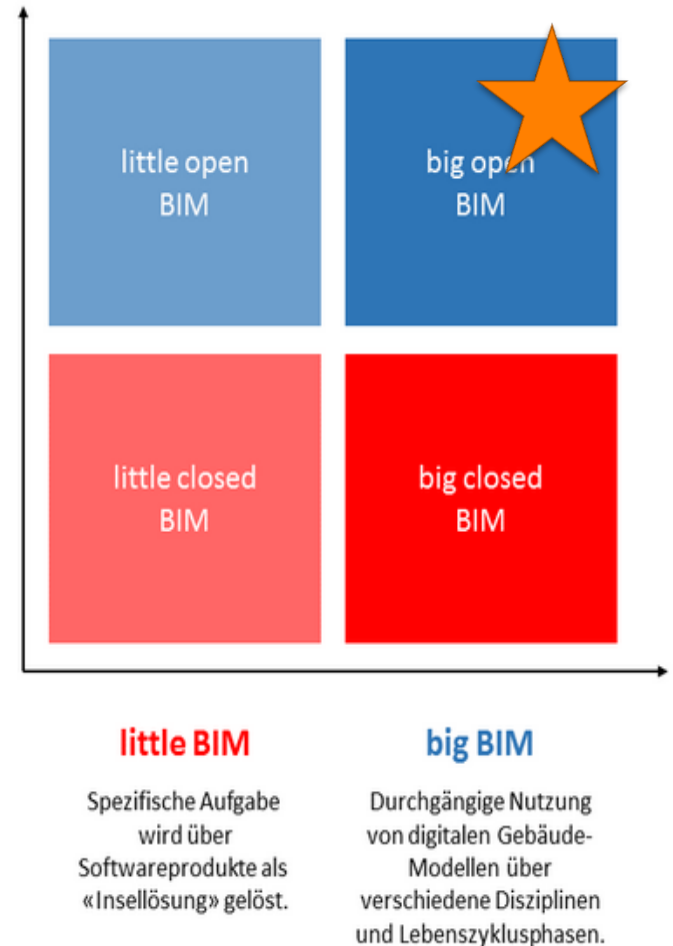 little open
BIM
big open
BIM
little closed
BIM
big closed
BIM
little BIM
Spezifische Aufgabe
wird über
Softwareprodukte als
«Insellösung» gelöst.
big BIM
Durchgängige Nutzung
von digitalen Gebäude-
Modellen über
verschiedene Disziplinen
und Lebenszyklusphasen.